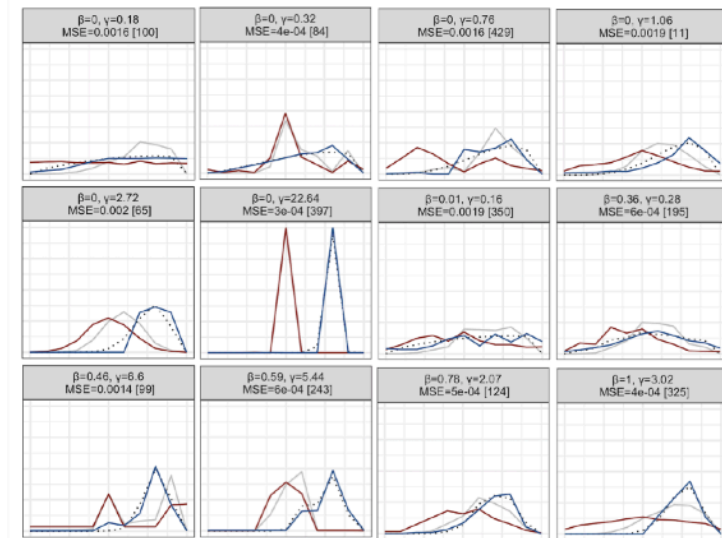 β=0, γ=0.18
MSE=0.0016 [100]
β=0, γ=0.32
MSE=4e-04 [84]
β=0, γ=0.76
MSE=0.0016 [429]
β=0, γ=1.06
MSE=0.0019 [11]
β=0, γ=2.72
MSE=0.002 [65]
β=0, γ=22.64
MSE=3e-04 [397]
β=0.01, γ=0.16
MSE=0.0019 [350]
β=0.36, γ=0.28
MSE=6e-04 [195]
β=0.46, γ=6.6
MSE=0.0014 [99]
β=0.59, γ=5.44
MSE=6e-04 [243]
β=0.78, γ=2.07
MSE=5e-04 [124]
β=1, γ=3.02
MSE=4e-04 [325]